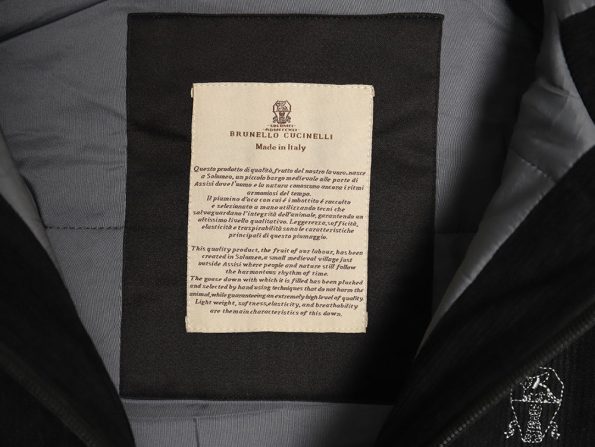 BRUNELLO CUCINELLI
Made in Italy
Questo prodotto di qualità, frutto del nostro lavoro, nasce
a Solomeo, un piccolo borgo medievale alle porte di
Assisi dove l'uomo e la natura conoscono ancora i ritmi
armoniosi del tempo.
Il piumino d'oca con cui è imbottito è raccolto
e selezionato a mano utilizzando tecni che
salvaguardano l'integrità dell'animale, garantendo un
altissimo livello qualitativo. Leggerezza, sofficità,
elasticità e traspirabilità sono le caratteristiche
principali di questo piumaggio.
This quality product, the fruit of our labour, has been
created in Solomeo, a small medieval village just
outside Assisi where people and nature still follow
the harmonious rhythm of time.
The goose down with which it is filled has been plucked
and selected by hand using techniques that do not harm the
animal, while guaranteeing an extremely high level of quality.
Light weight, softness, elasticity, and breathability
are the main characteristics of this down.